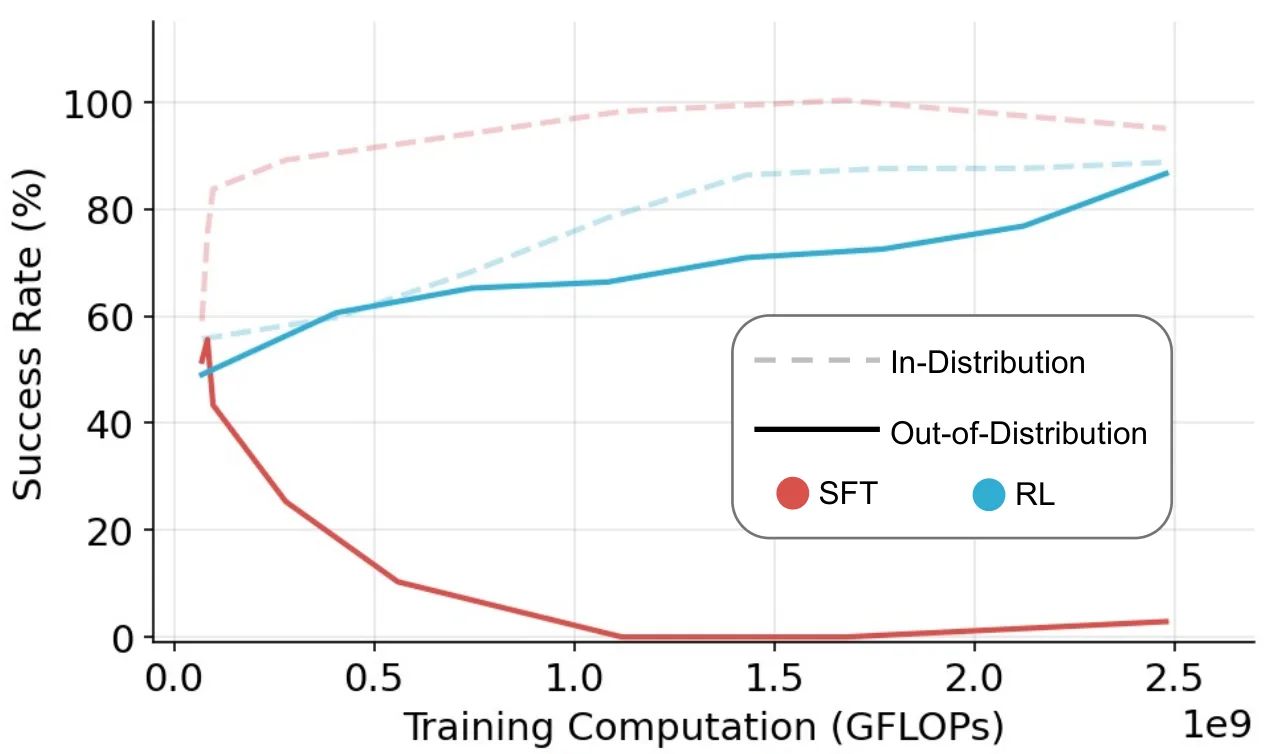 Success Rate (%)
100
80
60
40
20
0
In-Distribution
Out-of-Distribution
SFT RL
0.0 0.5 1.0 1.5 2.0 2.5
Training Computation (GFLOPs) 1e9